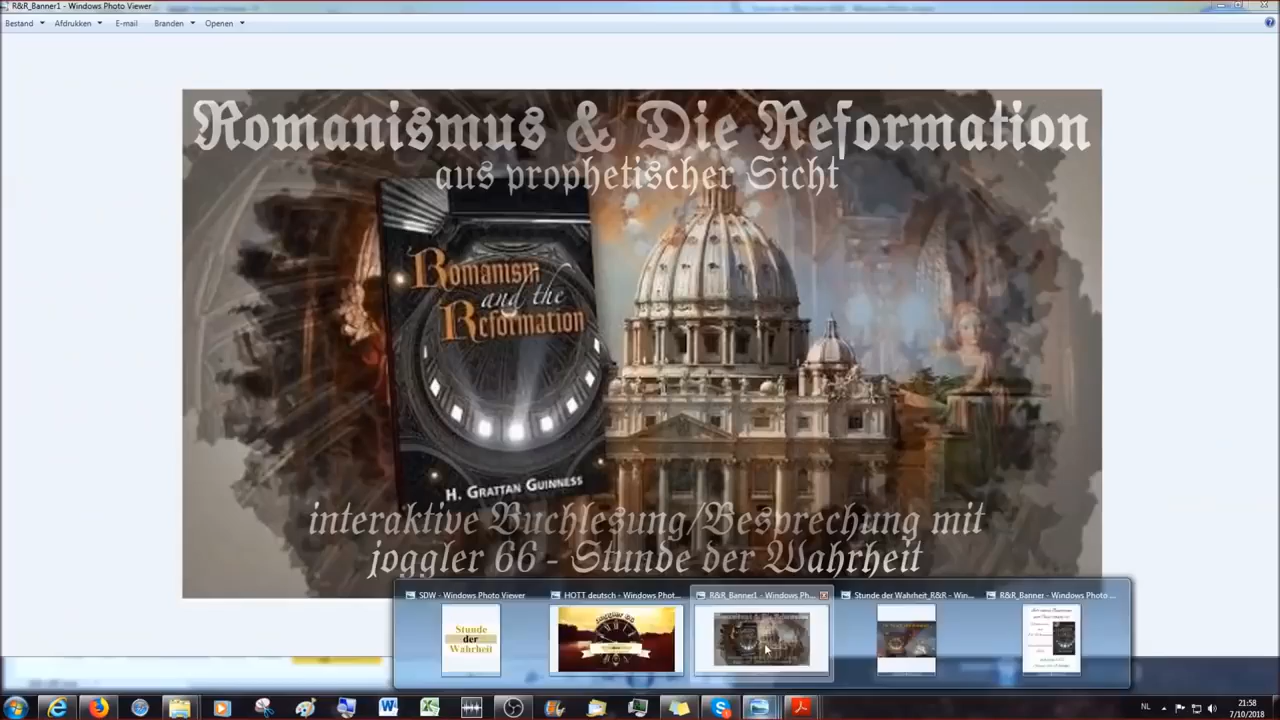 R&R_Banner1 - Windows Photo Viewer
Bestand Afdrukken E-mail Branden Openen
Romanismus & Die Reformation
aus prophetischer Sicht
Romanism
and the
Reformation
H. Grattan Guinness
interaktive Buchlesung/Besprechung mit
joggler 66 - Stunde der Wahrheit
SDW - Windows Photo Viewer
HOTT deutsch - Windows Phot...
R&R_Banner1 - Windows Ph...
Stunde der Wahrheit_R&R - Win...
R&R_Banner - Windows Photo ...
Stunde
der
Wahrheit
NL
21:58
7/10/2018